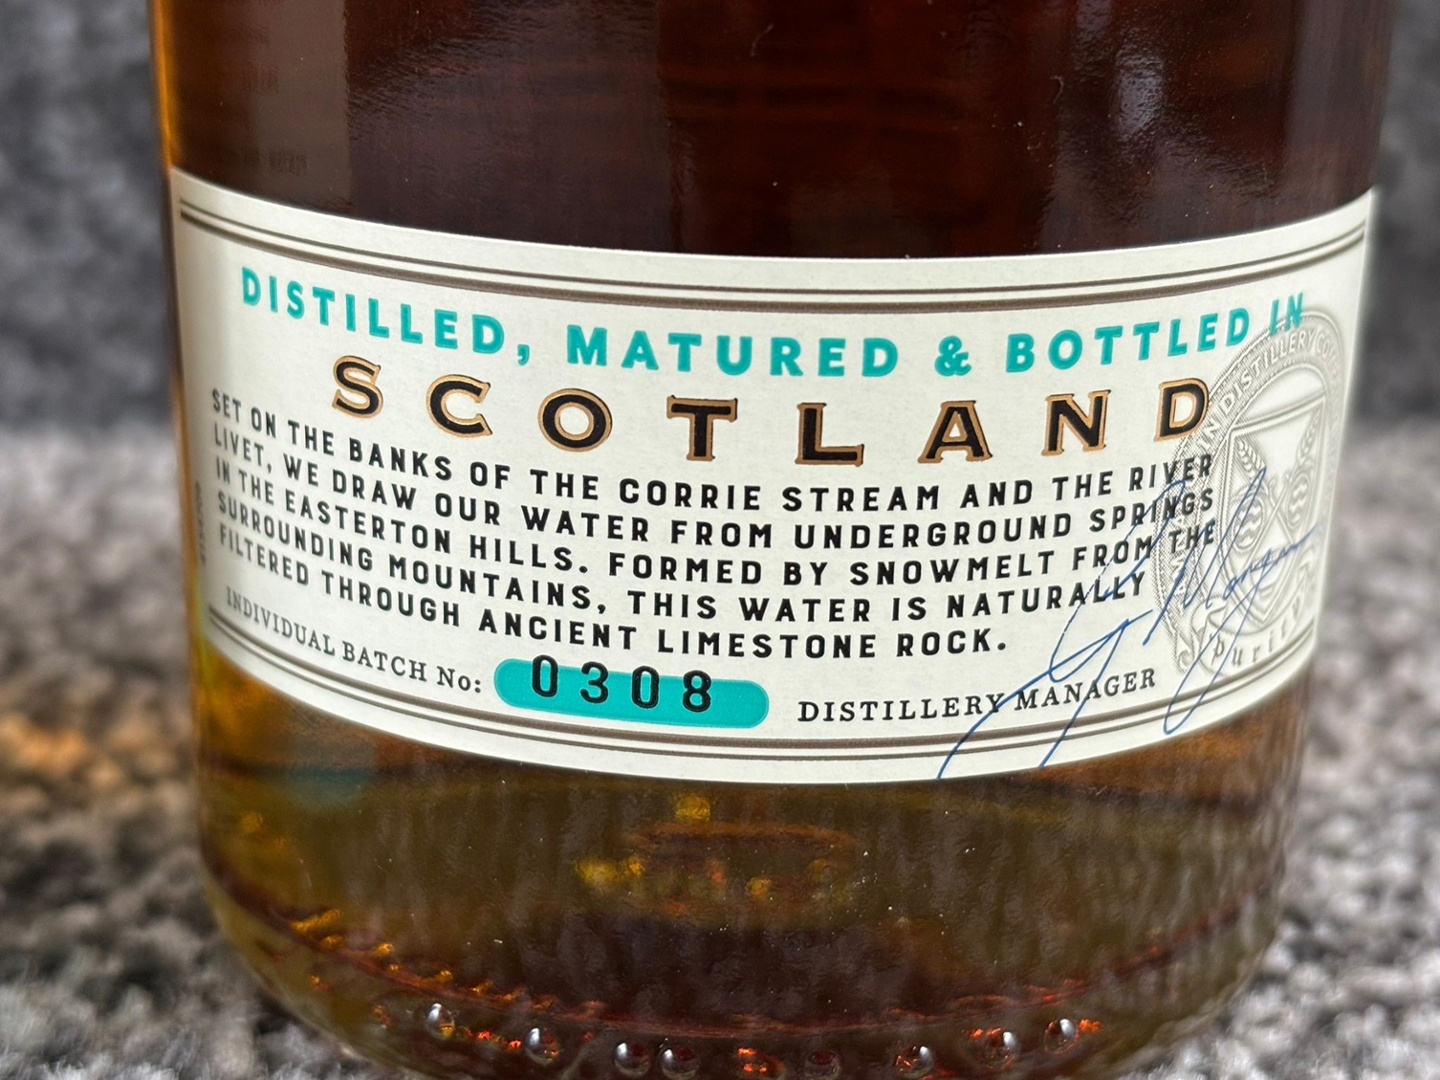 DISTILLED, MATURED & BOTTLED IN
SCOTLAND
SET ON THE BANKS OF THE CORRIE STREAM AND THE RIVER
LIVET, WE DRAW OUR WATER FROM UNDERGROUND SPRINGS
IN THE EASTERTON HILLS. FORMED BY SNOWMELT FROM THE
SURROUNDING MOUNTAINS, THIS WATER IS NATURALLY
FILTERED THROUGH ANCIENT LIMESTONE ROCK.
INDIVIDUAL BATCH No: 0308
DISTILLERY MANAGER
DISTILLERY CO